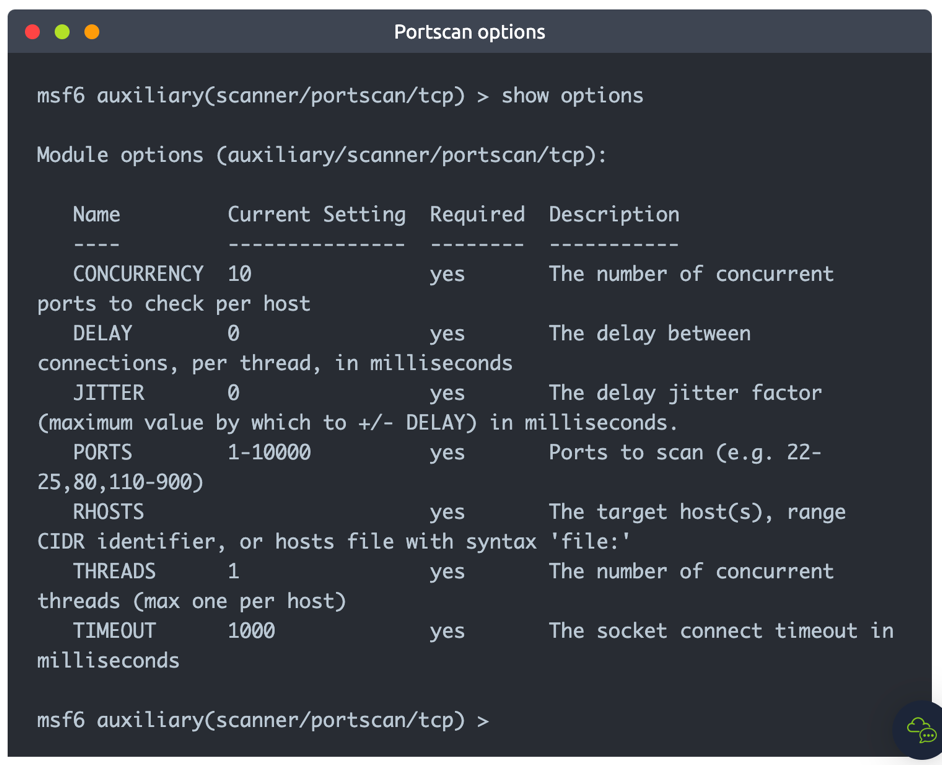 Portscan options
msf6 auxiliary(scanner/portscan/tcp) > show options
Module options (auxiliary/scanner/portscan/tcp):
   Name         Current Setting  Required  Description
   ----         ---------------  --------  -----------
   CONCURRENCY  10               yes       The number of concurrent
ports to check per host
   DELAY        0                yes       The delay between
connections, per thread, in milliseconds
   JITTER       0                yes       The delay jitter factor
(maximum value by which to +/- DELAY) in milliseconds.
   PORTS        1-10000          yes       Ports to scan (e.g. 22-
25,80,110-900)
   RHOSTS                        yes       The target host(s), range
CIDR identifier, or hosts file with syntax 'file:'
   THREADS      1                yes       The number of concurrent
threads (max one per host)
   TIMEOUT      1000             yes       The socket connect timeout in
milliseconds
msf6 auxiliary(scanner/portscan/tcp) >